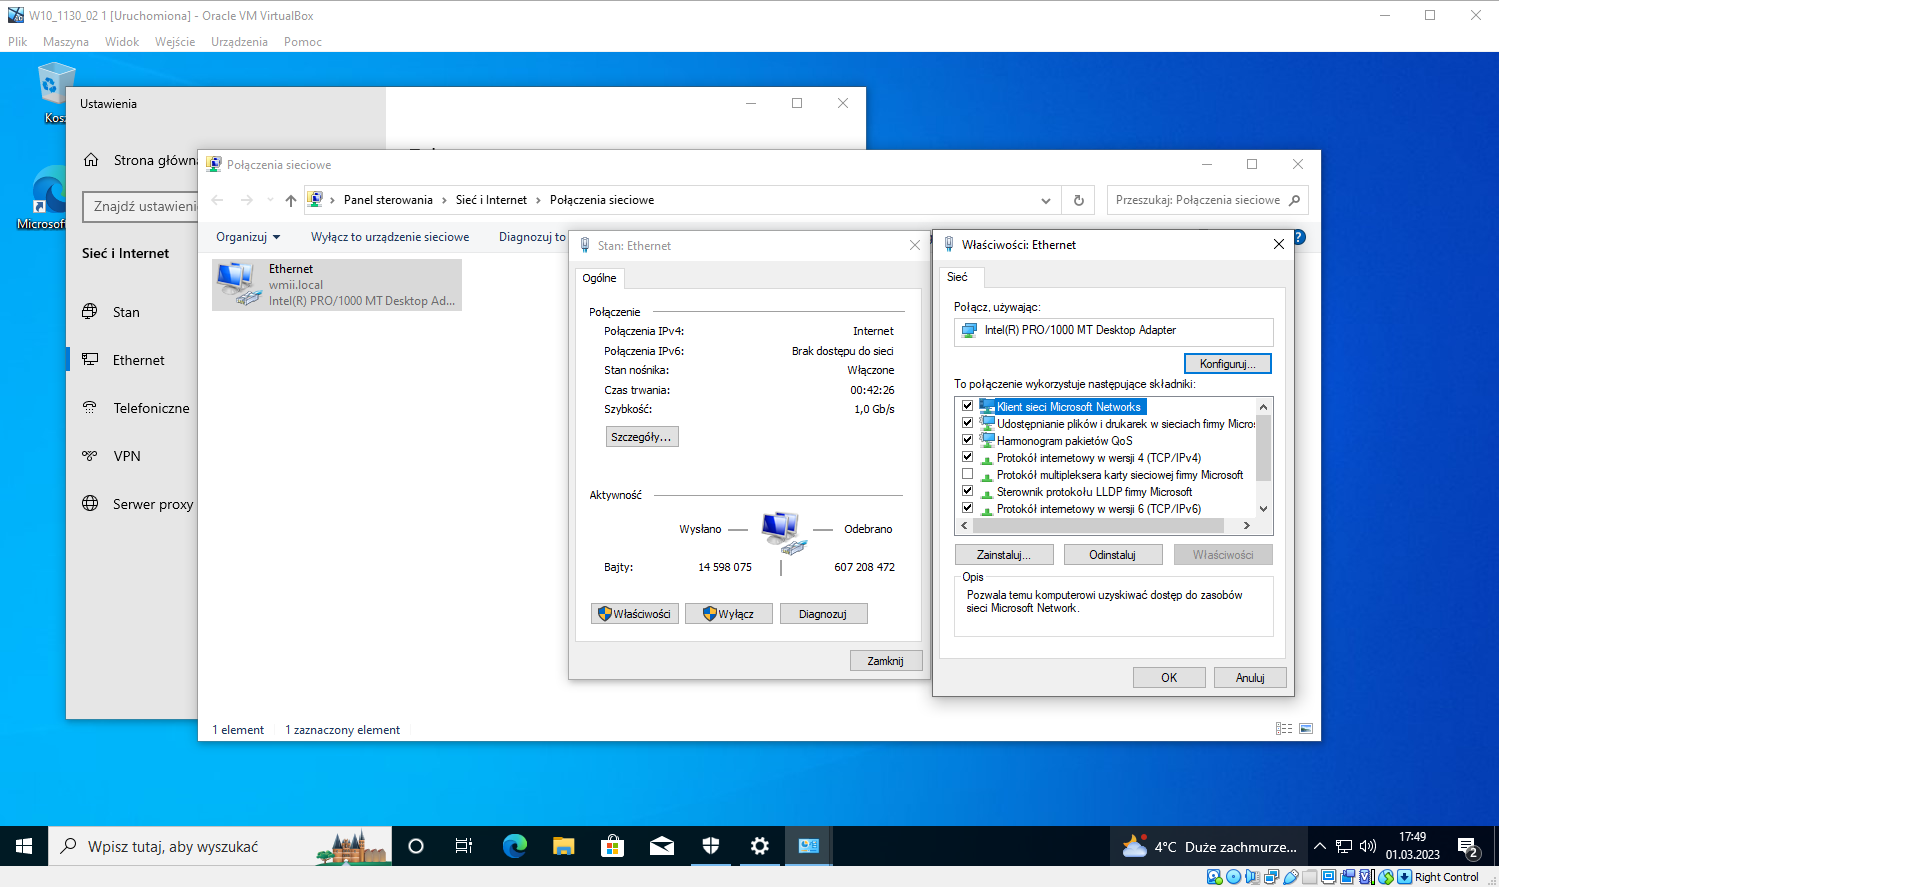 W10_1130_02 1 [Uruchomiona] - Oracle VM VirtualBox
Plik Maszyna Widok Wejście Urządzenia Pomoc
Ustawienia
Strona główna
Znajdź ustawieni
Sieć i Internet
Stan
Ethernet
Telefoniczne
VPN
Serwer proxy
Połączenia sieciowe
Panel sterowania > Sieć i Internet > Połączenia sieciowe
Przeszukaj: Połączenia sieciowe
Organizuj Wyłącz to urządzenie sieciowe Diagnozuj to
Ethernet
wmii.local
Intel(R) PRO/1000 MT Desktop Ad...
1 element 1 zaznaczony element
Stan: Ethernet
Ogólne
Połączenie
Połączenia IPv4: Internet
Połączenia IPv6: Brak dostępu do sieci
Stan nośnika: Włączone
Czas trwania: 00:42:26
Szybkość: 1,0 Gb/s
Szczegóły...
Aktywność
Wysłano — — Odebrano
Bajty: 14 598 075 | 607 208 472
Właściwości Wyłącz Diagnozuj
Zamknij
Właściwości: Ethernet
Sieć
Połącz, używając:
Intel(R) PRO/1000 MT Desktop Adapter
Konfiguruj...
To połączenie wykorzystuje następujące składniki:
Klient sieci Microsoft Networks
Udostępnianie plików i drukarek w sieciach firmy Micros
Harmonogram pakietów QoS
Protokół internetowy w wersji 4 (TCP/IPv4)
Protokół multipleksera karty sieciowej firmy Microsoft
Sterownik protokołu LLDP firmy Microsoft
Protokół internetowy w wersji 6 (TCP/IPv6)
Zainstaluj... Odinstaluj Właściwości
Opis
Pozwala temu komputerowi uzyskiwać dostęp do zasobów
sieci Microsoft Network.
OK Anuluj
Kosz
Microsoft
Wpisz tutaj, aby wyszukać
4°C Duże zachmurze...
17:49
01.03.2023
2
Right Control